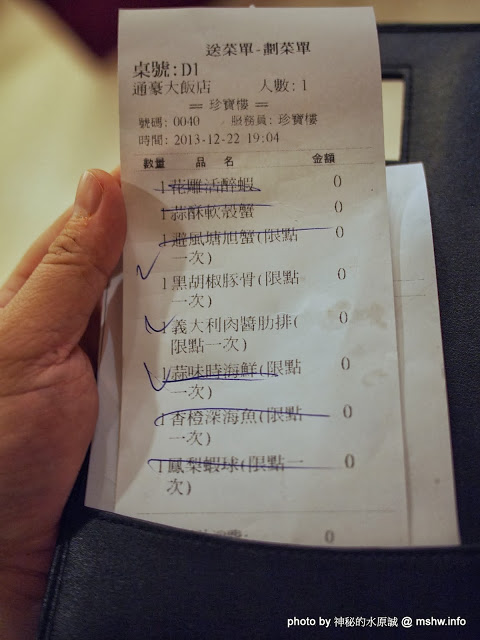 送菜單-劃菜單
桌號:D1
通豪大飯店 人數:1
== 珍寶樓 ==
號碼: 0040 服務員: 珍寶樓
時間: 2013-12-22 19:04
數量 品 名 金額
1 花雕活醉蝦 0
1 蒜酥軟殼蟹 0
1 避風塘旭蟹(限點 0
一次)
1 黑胡椒豚骨(限點 0
一次)
1 義大利肉醬肋排( 0
限點一次)
1 蒜味時海鮮(限點 0
一次)
1 香橙深海魚(限點 0
一次)
1 鳳梨蝦球(限點一 0
次)
0
photo by 神秘的水原誠 @ mshw.info